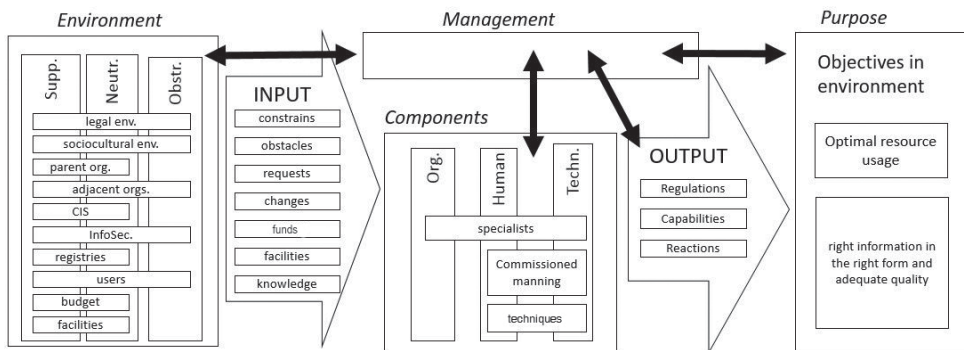 Environment
Supp.
Neutr.
Obstr.
legal env.
sociocultural env.
parent org.
adjacent orgs.
CIS
InfoSec.
registries
users
budget
facilities
INPUT
constrains
obstacles
requests
changes
funds
facilities
knowledge
Management
Components
Org.
Human
Techn.
specialists
Commissioned
manning
techniques
OUTPUT
Regulations
Capabilities
Reactions
Purpose
Objectives in
environment
Optimal resource
usage
right information in
the right form and
adequate quality